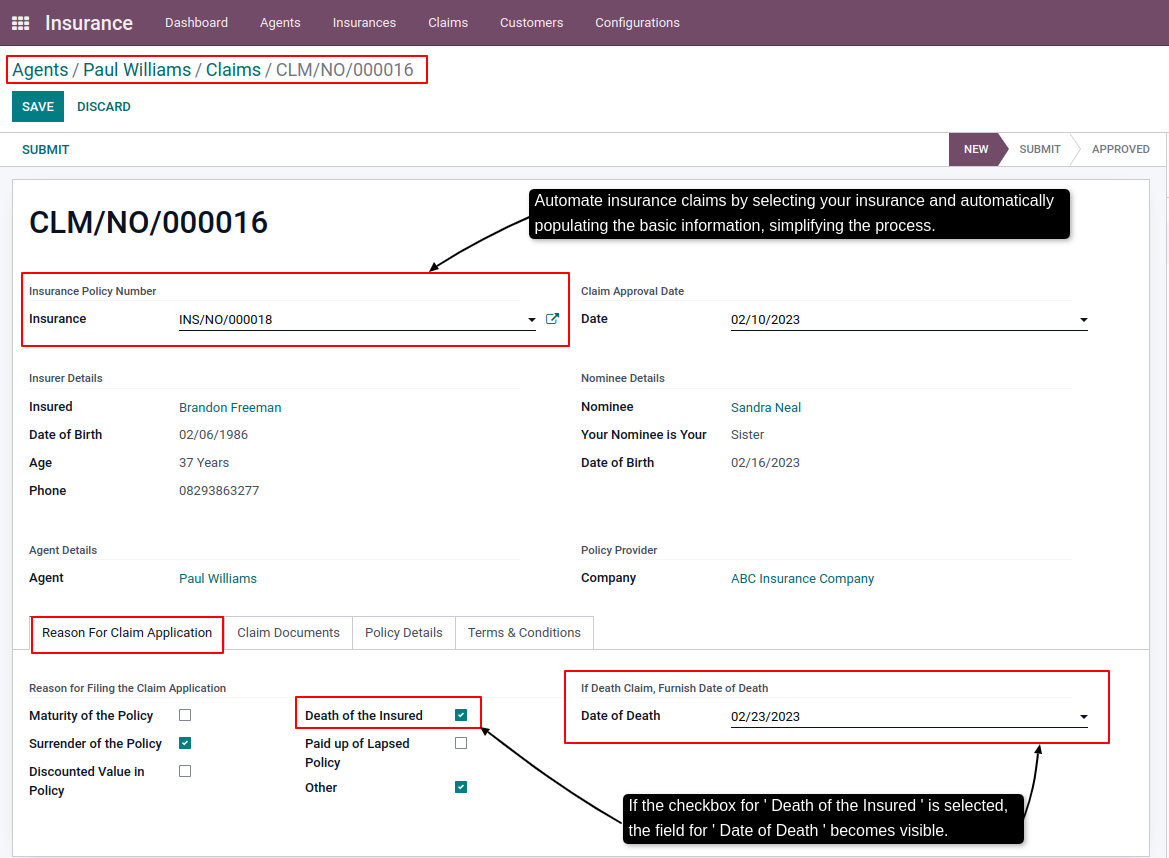 Insurance Dashboard Agents Insurances Claims Customers Configurations
Agents / Paul Williams / Claims / CLM/NO/000016
SAVE DISCARD
SUBMIT NEW SUBMIT APPROVED
CLM/NO/000016
Automate insurance claims by selecting your insurance and automatically
populating the basic information, simplifying the process.
Insurance Policy Number
Insurance INS/NO/000018
Claim Approval Date
Date 02/10/2023
Insurer Details
Insured Brandon Freeman
Date of Birth 02/06/1986
Age 37 Years
Phone 08293863277
Nominee Details
Nominee Sandra Neal
Your Nominee is Your Sister
Date of Birth 02/16/2023
Agent Details
Agent Paul Williams
Policy Provider
Company ABC Insurance Company
Reason For Claim Application Claim Documents Policy Details Terms & Conditions
Reason for Filing the Claim Application
Maturity of the Policy
Surrender of the Policy
Discounted Value in
Policy
Death of the Insured
Paid up of Lapsed
Policy
Other
If Death Claim, Furnish Date of Death
Date of Death 02/23/2023
If the checkbox for ' Death of the Insured ' is selected,
the field for ' Date of Death ' becomes visible.